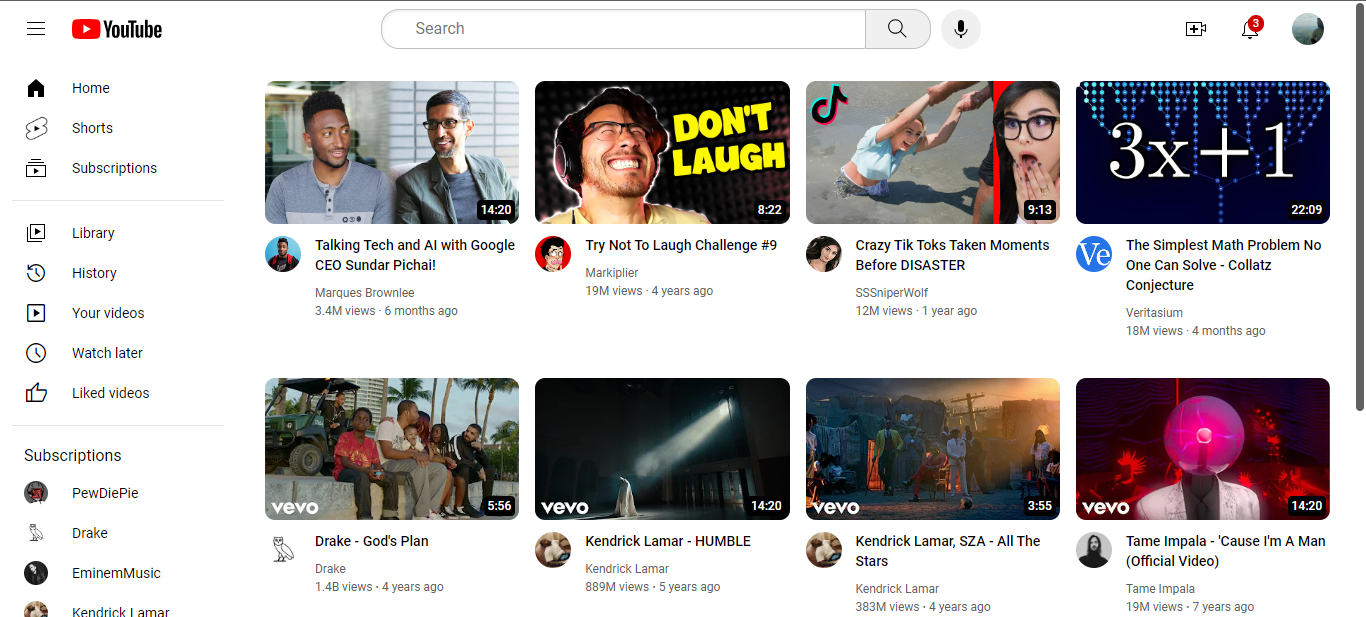 YouTube
Search
3
Home
Shorts
Subscriptions
Library
History
Your videos
Watch later
Liked videos
Subscriptions
PewDiePie
Drake
EminemMusic
Kendrick Lamar
14:20
Talking Tech and AI with Google
CEO Sundar Pichai!
Marques Brownlee
3.4M views · 6 months ago
DON'T
LAUGH
8:22
Try Not To Laugh Challenge #9
Markiplier
19M views · 4 years ago
9:13
Crazy Tik Toks Taken Moments
Before DISASTER
SSSniperWolf
12M views · 1 year ago
3x+1
22:09
Ve
The Simplest Math Problem No
One Can Solve - Collatz
Conjecture
Veritasium
18M views · 4 months ago
vevo
5:56
Drake - God's Plan
Drake
1.4B views · 4 years ago
vevo
14:20
Kendrick Lamar - HUMBLE
Kendrick Lamar
889M views · 5 years ago
vevo
3:55
Kendrick Lamar, SZA - All The
Stars
Kendrick Lamar
383M views · 4 years ago
vevo
14:20
Tame Impala - 'Cause I'm A Man
(Official Video)
Tame Impala
19M views · 7 years ago